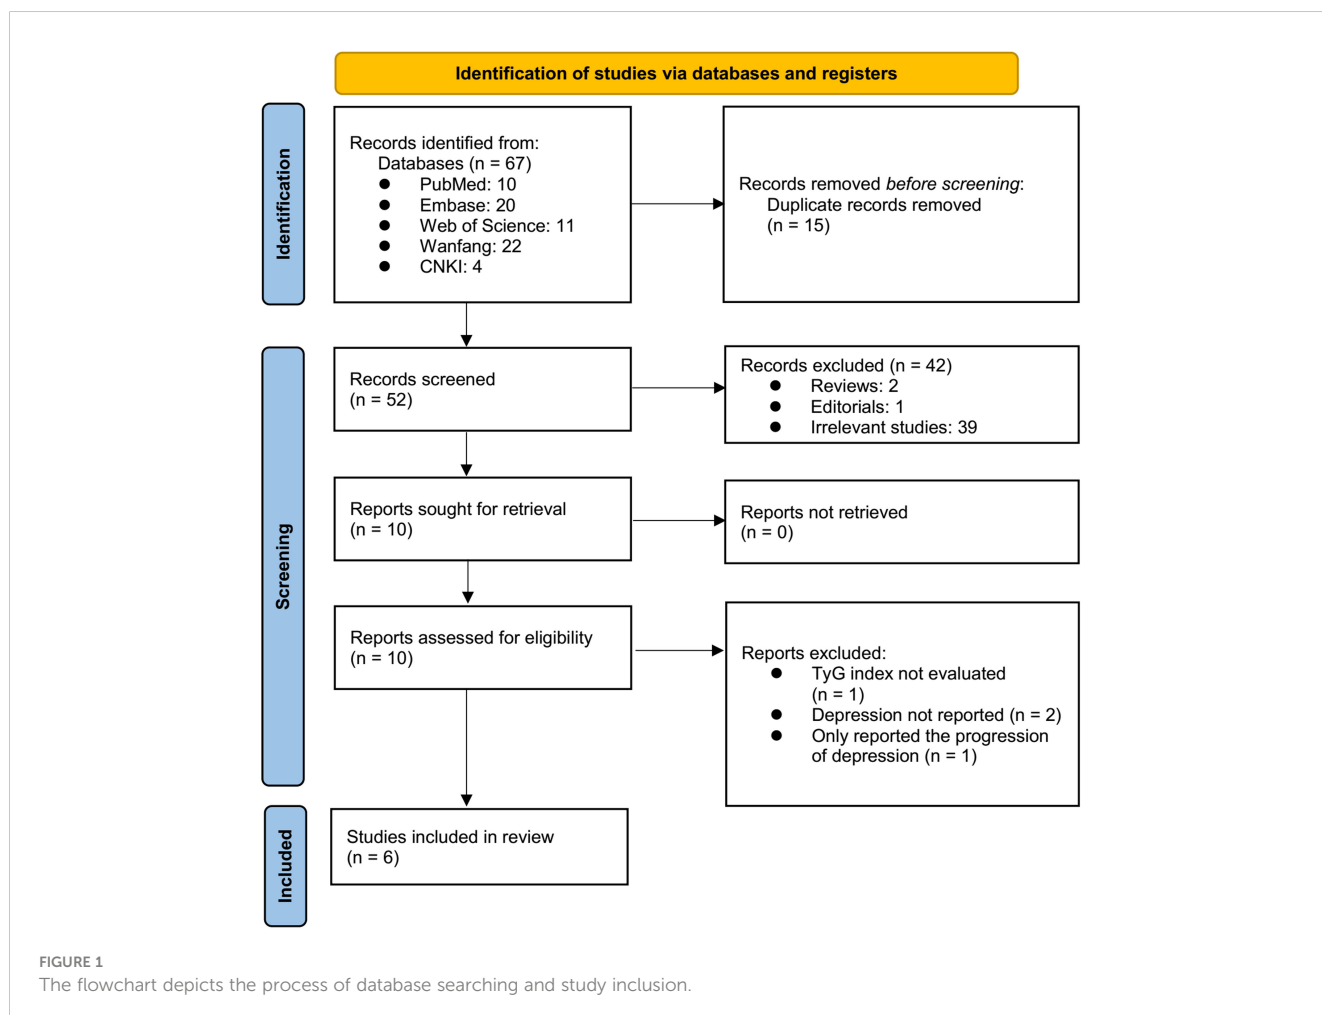 Identification of studies via databases and registers
Identification
Records identified from:
Databases (n = 67)
● PubMed: 10
● Embase: 20
● Web of Science: 11
● Wanfang: 22
● CNKI: 4
Records removed before screening:
Duplicate records removed
(n = 15)
Screening
Records screened
(n = 52)
Records excluded (n = 42)
● Reviews: 2
● Editorials: 1
● Irrelevant studies: 39
Reports sought for retrieval
(n = 10)
Reports not retrieved
(n = 0)
Reports assessed for eligibility
(n = 10)
Reports excluded:
● TyG index not evaluated
(n = 1)
● Depression not reported (n = 2)
● Only reported the progression
of depression (n = 1)
Included
Studies included in review
(n = 6)
FIGURE 1
The flowchart depicts the process of database searching and study inclusion.